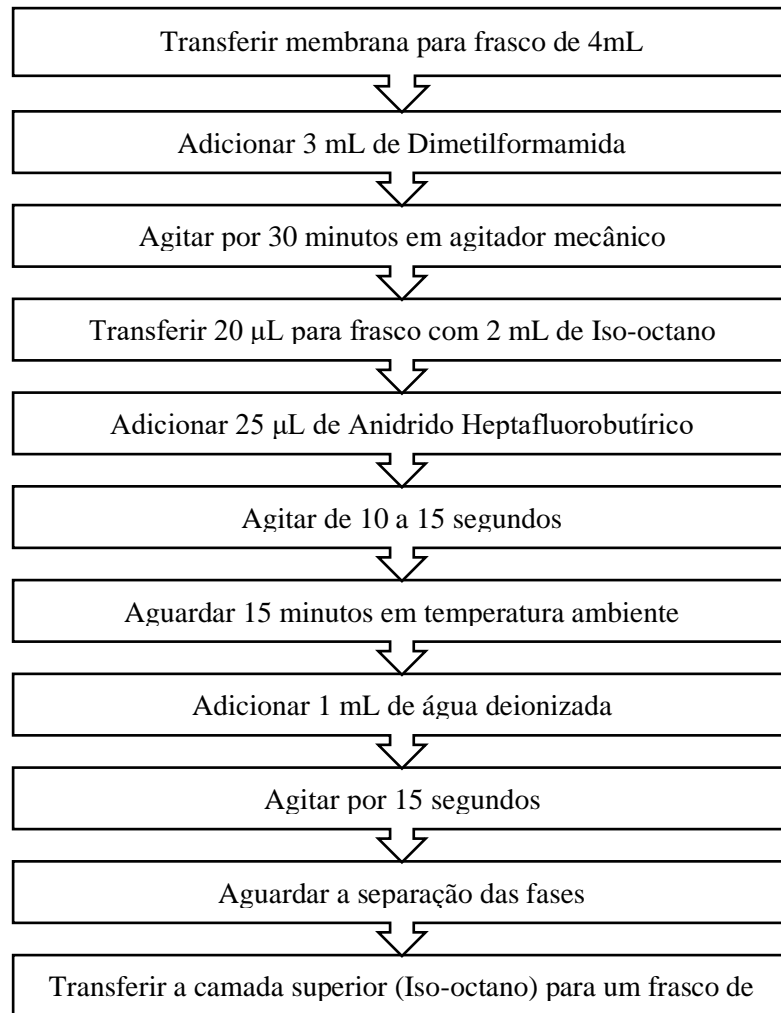 Transferir membrana para frasco de 4mL
Adicionar 3 mL de Dimetilformamida
Agitar por 30 minutos em agitador mecânico
Transferir 20 μL para frasco com 2 mL de Iso-octano
Adicionar 25 μL de Anidrido Heptafluorobutírico
Agitar de 10 a 15 segundos
Aguardar 15 minutos em temperatura ambiente
Adicionar 1 mL de água deionizada
Agitar por 15 segundos
Aguardar a separação das fases
Transferir a camada superior (Iso-octano) para um frasco de